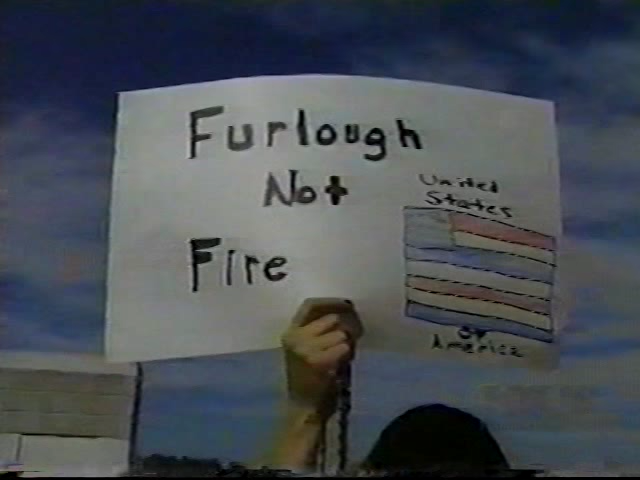 Furlough
Not
Fire
United
States
of
America